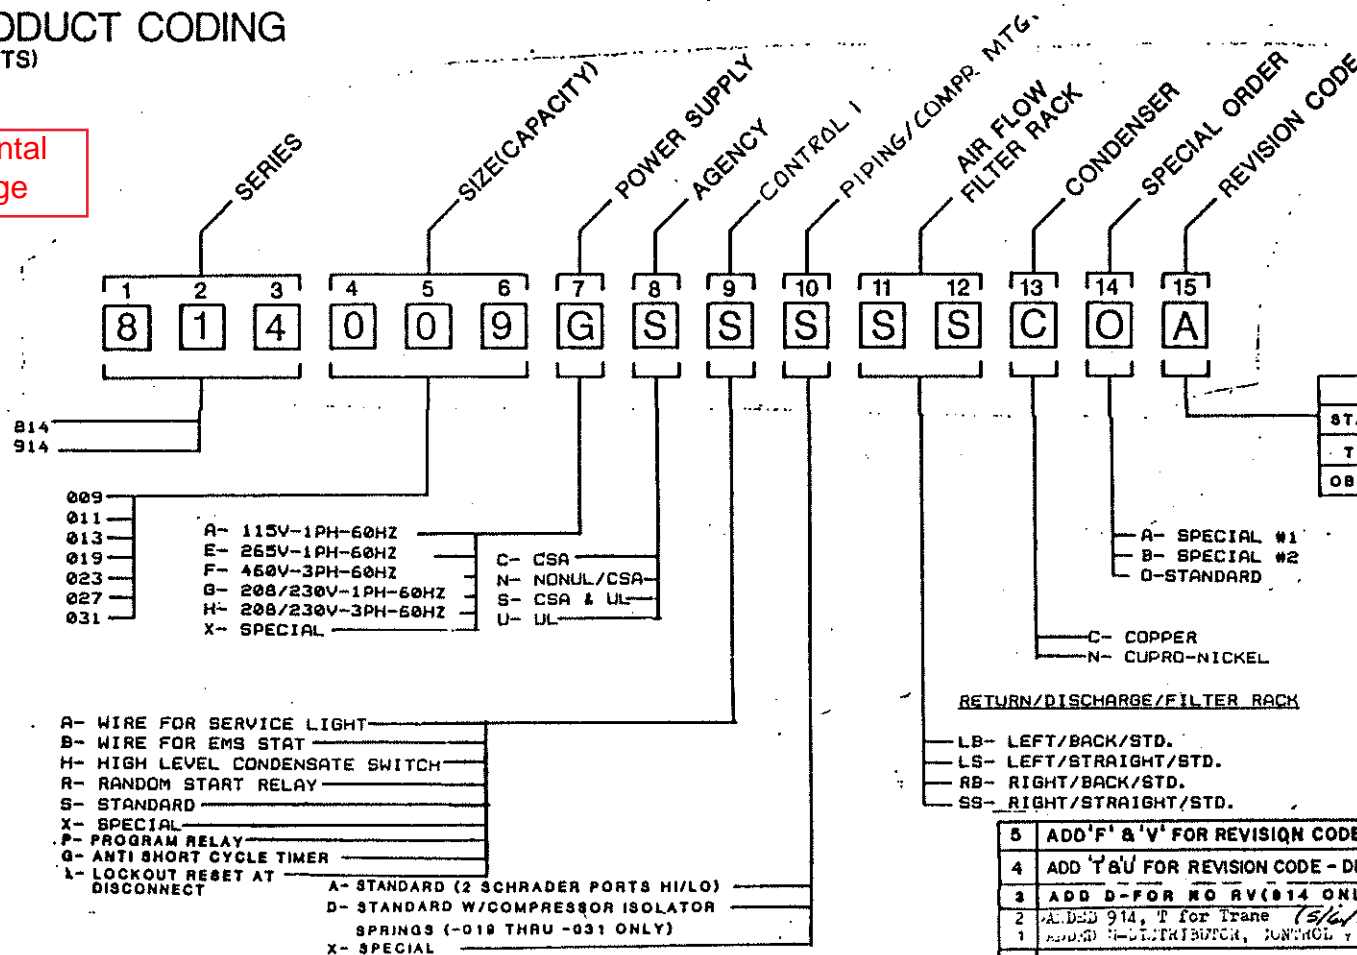 ODUCT CODING
TS)
ntal
ge
SERIES
SIZE(CAPACITY)
POWER SUPPLY
AGENCY
CONTROL 1
PIPING/COMPR. MTG.
AIR FLOW
FILTER RACK
CONDENSER
SPECIAL ORDER
REVISION CODE
1 2 3 4 5 6 7 8 9 10 11 12 13 14 15
8 1 4 0 0 9 G S S S S S C O A
814
914
ST
T
OB
009
011
013
019
023
027
031
A- 115V-1PH-60HZ
E- 265V-1PH-60HZ
F- 460V-3PH-60HZ
G- 208/230V-1PH-60HZ
H- 208/230V-3PH-60HZ
X- SPECIAL
C- CSA
N- NONUL/CSA
S- CSA & UL
U- UL
A- SPECIAL #1
B- SPECIAL #2
O-STANDARD
C- COPPER
N- CUPRO-NICKEL
RETURN/DISCHARGE/FILTER RACK
LB- LEFT/BACK/STD.
LS- LEFT/STRAIGHT/STD.
RB- RIGHT/BACK/STD.
SS- RIGHT/STRAIGHT/STD.
A- WIRE FOR SERVICE LIGHT
B- WIRE FOR EMS STAT
H- HIGH LEVEL CONDENSATE SWITCH
R- RANDOM START RELAY
S- STANDARD
X- SPECIAL
P- PROGRAM RELAY
G- ANTI SHORT CYCLE TIMER
LOCKOUT RESET AT
DISCONNECT
A- STANDARD (2 SCHRADER PORTS HI/LO)
D- STANDARD W/COMPRESSOR ISOLATOR
SPRINGS (-019 THRU -031 ONLY)
X- SPECIAL
5 ADD 'F' & 'V' FOR REVISION CODE
4 ADD 'T'&'U' FOR REVISION CODE - D
3 ADD D-FOR NO RV(814 ONL
2 ADDED 914, T for Trane
1 ADDED DISTRIBUTOR, CONTROL